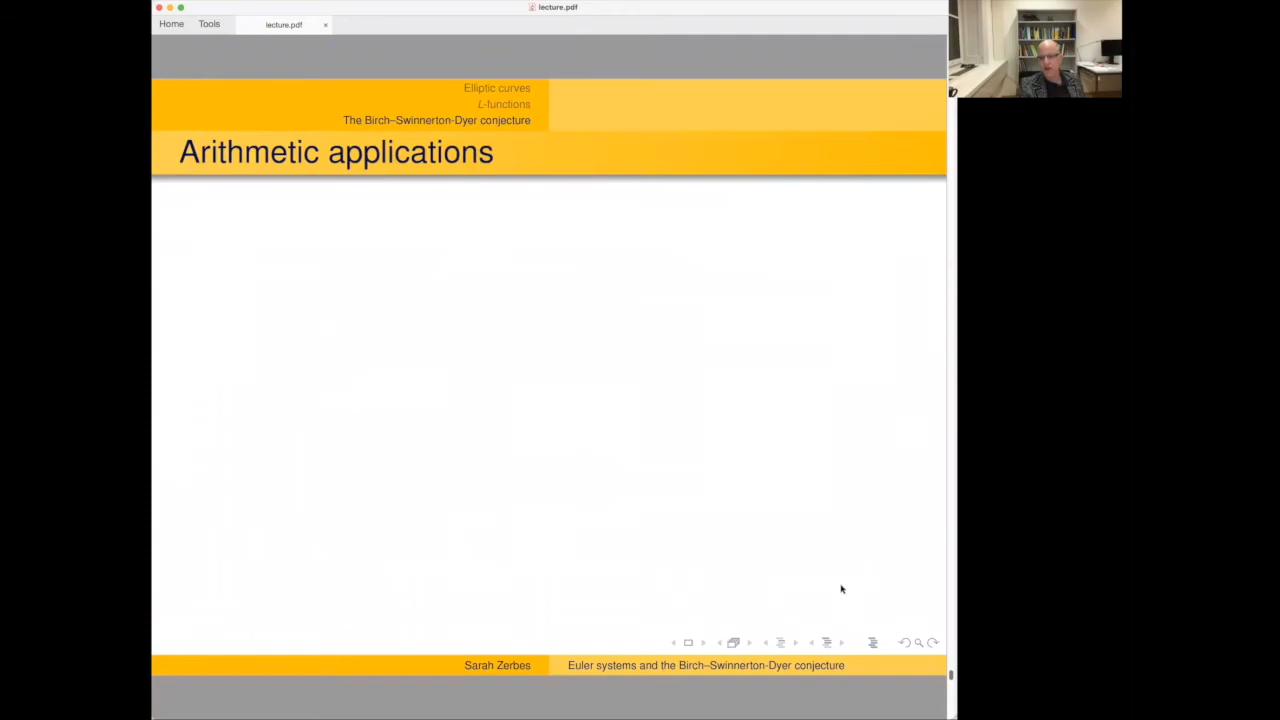 lecture.pdf
Home Tools lecture.pdf ×
Elliptic curves
L-functions
The Birch–Swinnerton-Dyer conjecture
Arithmetic applications
Sarah Zerbes Euler systems and the Birch–Swinnerton-Dyer conjecture